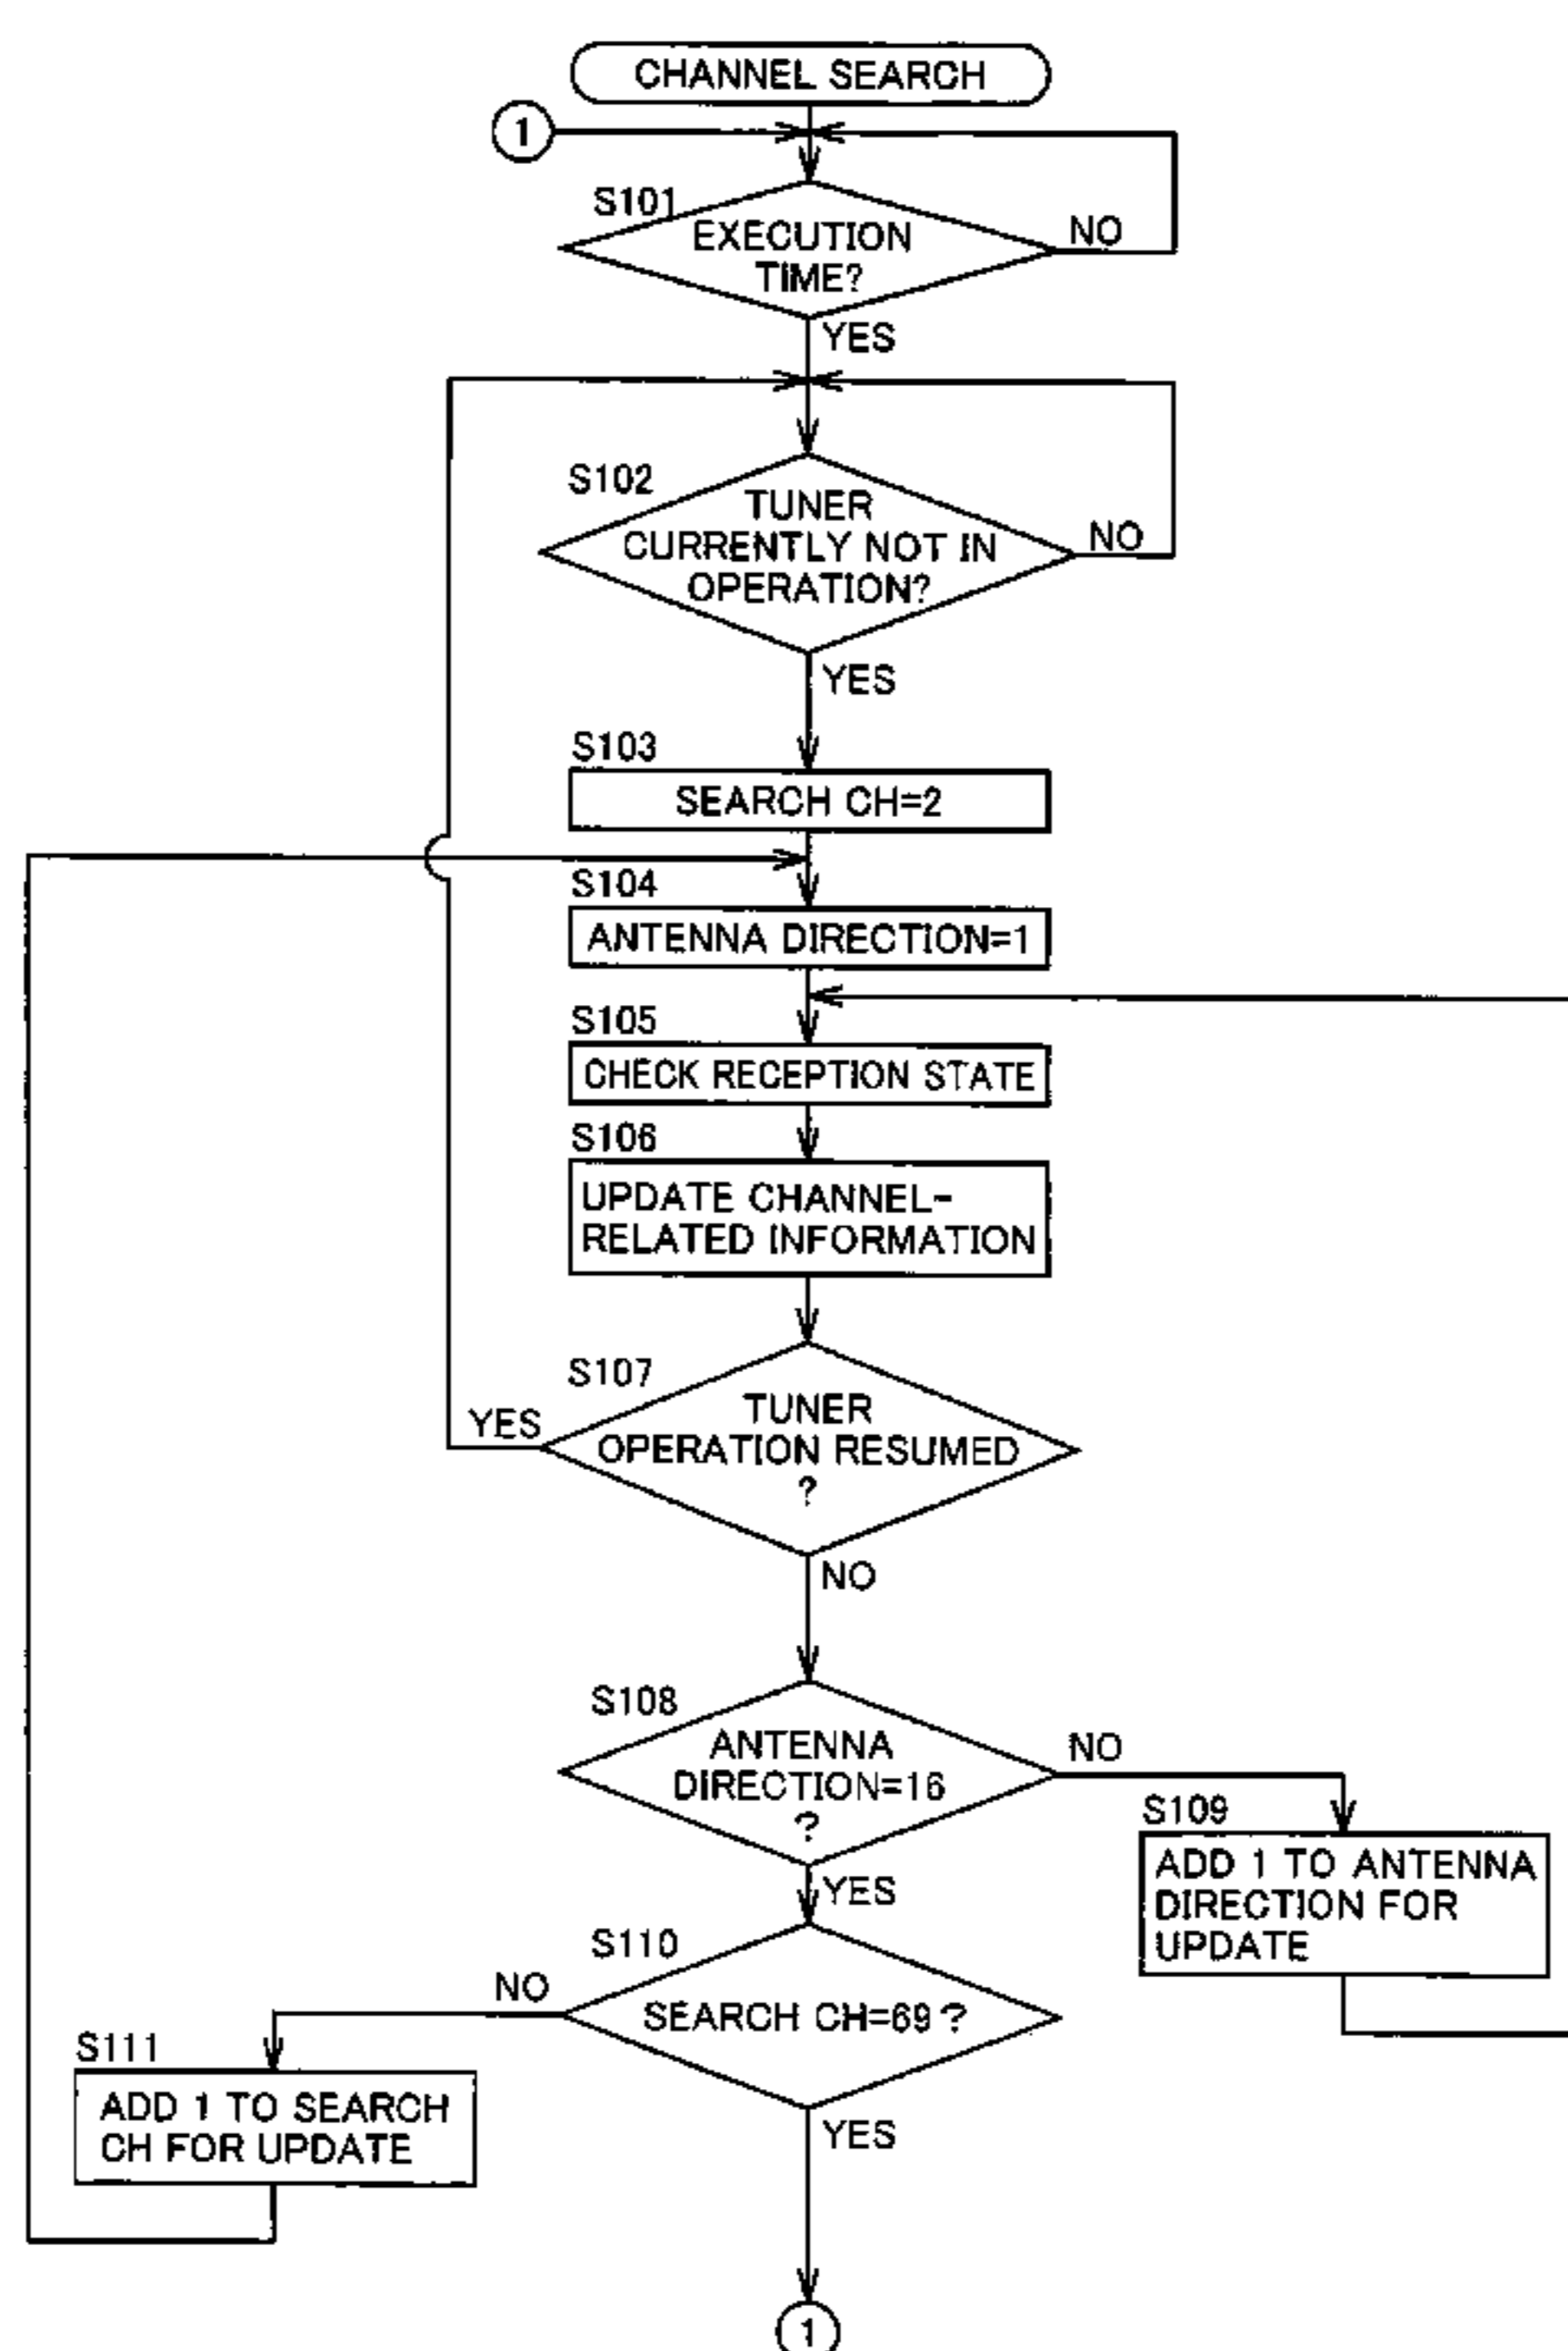 CHANNEL SEARCH
1
S101
EXECUTION
TIME?
NO
YES
S102
TUNER
CURRENTLY NOT IN
OPERATION?
NO
YES
S103
SEARCH CH=2
S104
ANTENNA DIRECTION=1
S105
CHECK RECEPTION STATE
S106
UPDATE CHANNEL-
RELATED INFORMATION
S107
TUNER
OPERATION RESUMED
?
YES
NO
S108
ANTENNA
DIRECTION=16
?
NO
YES
S109
ADD 1 TO ANTENNA
DIRECTION FOR
UPDATE
S110
SEARCH CH=69 ?
NO
YES
S111
ADD 1 TO SEARCH
CH FOR UPDATE
1